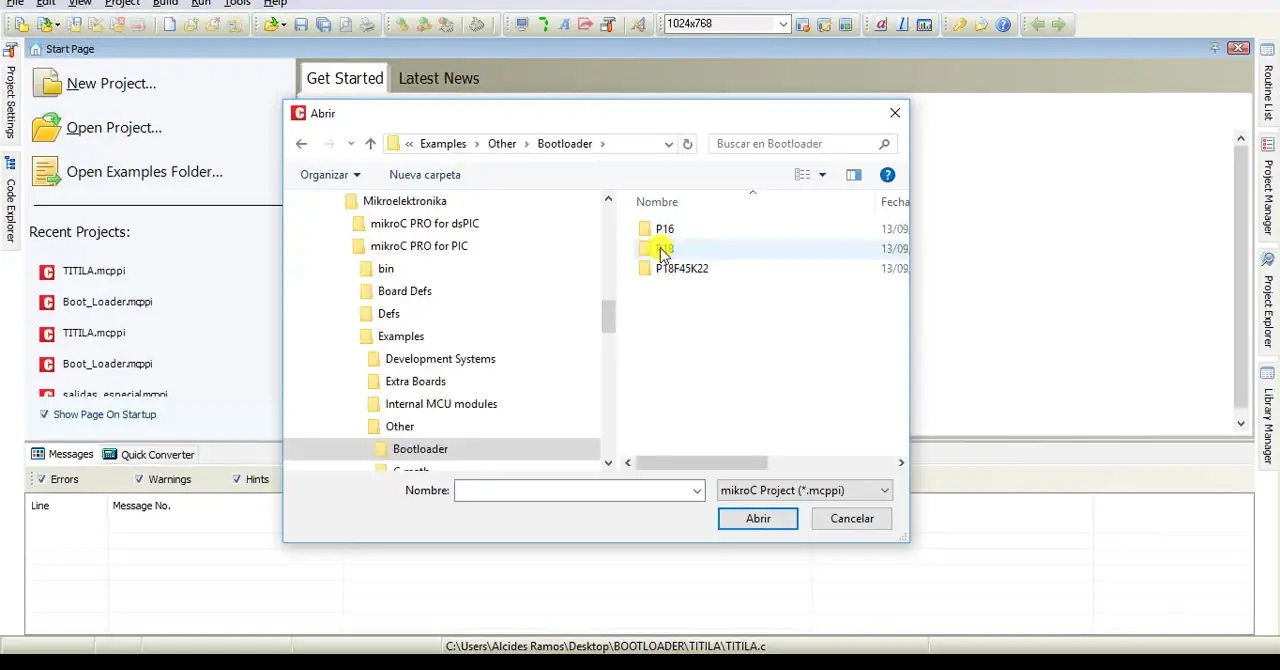 File Edit View Project Build Run Tools Help
1024x768
Start Page
Project Settings
Code Explorer
New Project...
Open Project...
Open Examples Folder...
Recent Projects:
TITILA.mcppi
Boot_Loader.mcppi
TITILA.mcppi
Boot_Loader.mcppi
salidas_especial.mcppi
Show Page On Startup
Get Started
Latest News
Abrir
« Examples > Other > Bootloader >
Buscar en Bootloader
Organizar
Nueva carpeta
Mikroelektronika
mikroC PRO for dsPIC
mikroC PRO for PIC
bin
Board Defs
Defs
Examples
Development Systems
Extra Boards
Internal MCU modules
Other
Bootloader
Nombre
Fecha
P16
13/09
P18
13/09
P18F45K22
13/09
Nombre:
mikroC Project (*.mcppi)
Abrir
Cancelar
Routine List
Project Manager
Project Explorer
Library Manager
Messages
Quick Converter
Errors
Warnings
Hints
Line
Message No.
C:\Users\Alcides Ramos\Desktop\BOOTLOADER\TITILA\TITILA.c